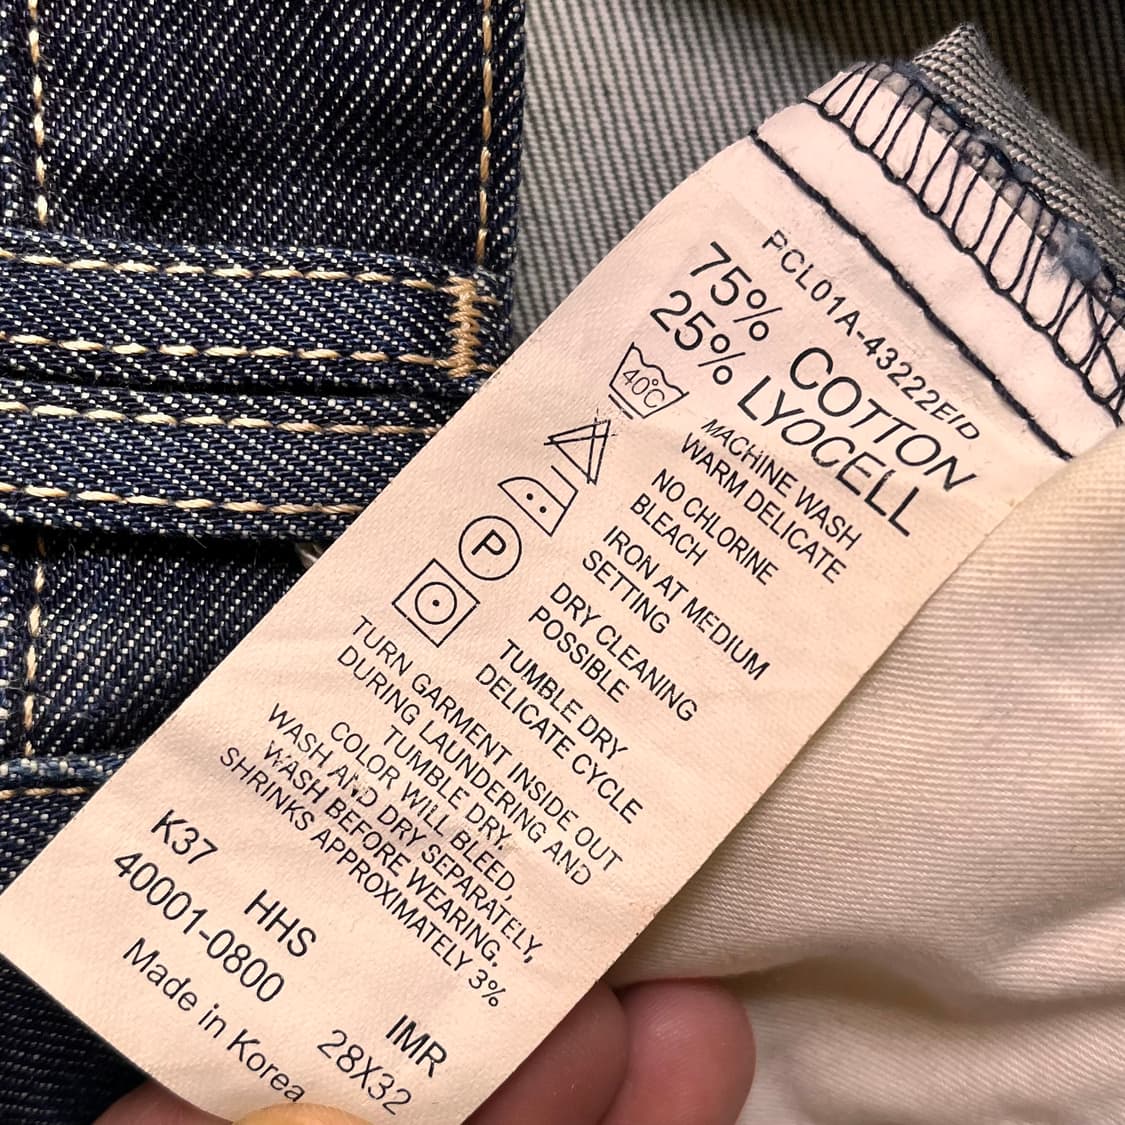 PCL01A-43222EID
75% COTTON
25% LYOCELL
40°C
MACHINE WASH
WARM DELICATE
NO CHLORINE
BLEACH
IRON AT MEDIUM
SETTING
P
DRY CLEANING
POSSIBLE
TUMBLE DRY
DELICATE CYCLE
TURN GARMENT INSIDE OUT
DURING LAUNDERING AND
TUMBLE DRY.
COLOR WILL BLEED,
WASH AND DRY SEPARATELY,
WASH BEFORE WEARING.
SHRINKS APPROXIMATELY 3%
K37 HHS IMR
40001-0800 28X32
Made in Korea